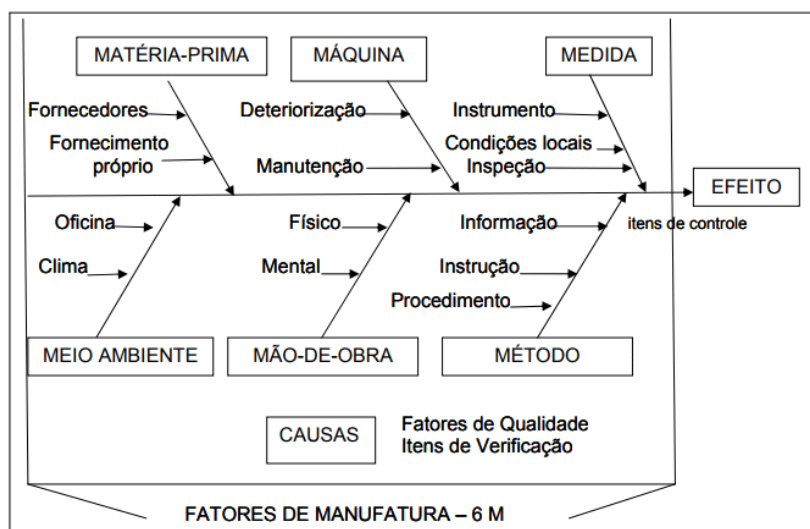 MATÉRIA-PRIMA
MÁQUINA
MEDIDA
Fornecedores
Deteriorização
Instrumento
Fornecimento
próprio
Condições locais
Manutenção
Inspeção
EFEITO
Oficina
Físico
Informação
itens de controle
Clima
Mental
Instrução
Procedimento
MEIO AMBIENTE
MÃO-DE-OBRA
MÉTODO
CAUSAS
Fatores de Qualidade
Itens de Verificação
FATORES DE MANUFATURA – 6 M